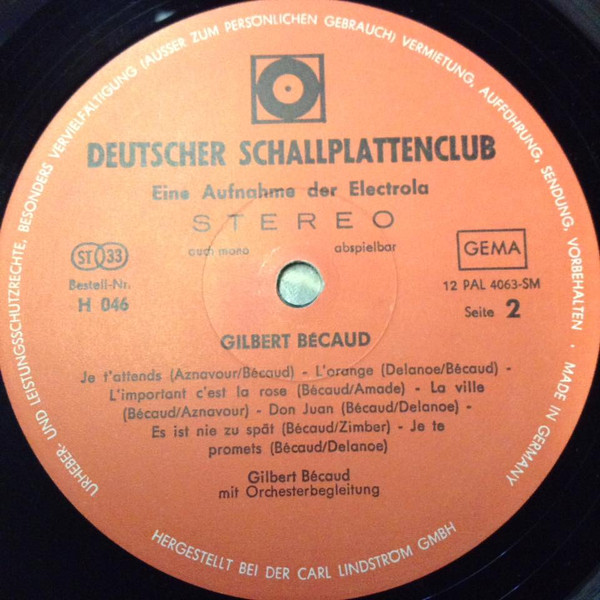 URHEBER- UND LEISTUNGSSCHUTZRECHTE, BESONDERS VERVIELFÄLTIGUNG (AUSSER ZUM PERSÖNLICHEN GEBRAUCH) VERMIETUNG, AUFFÜHRUNG, SENDUNG, VORBEHALTEN · MADE IN GERMANY
DEUTSCHER SCHALLPLATTENCLUB
Eine Aufnahme der Electrola
STEREO
auch mono abspielbar
ST 33
GEMA
Bestell-Nr.
12 PAL 4063-SM
H 046
Seite 2
GILBERT BÉCAUD
Je t'attends (Aznavour/Bécaud) - L'orange (Delanoe/Bécaud) -
L'important c'est la rose (Bécaud/Amade) - La ville
(Bécaud/Aznavour) - Don Juan (Bécaud/Delanoe) -
Es ist nie zu spät (Bécaud/Zimber) - Je te
promets (Bécaud/Delanoe)
Gilbert Bécaud
mit Orchesterbegleitung
HERGESTELLT BEI DER CARL LINDSTRÖM GMBH